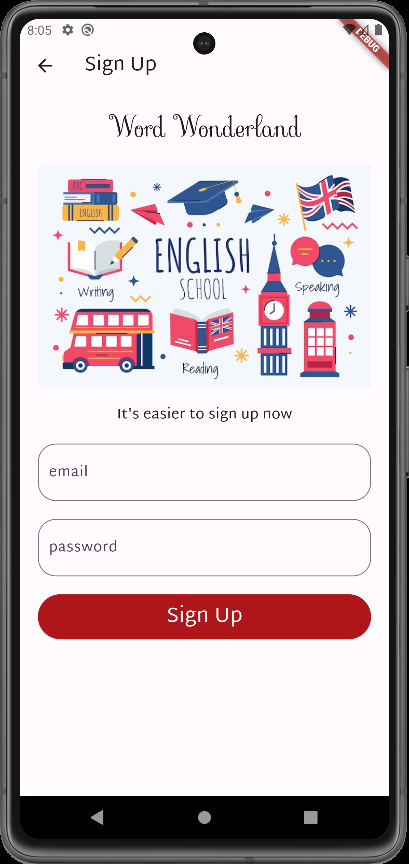 8:05
DEBUG
Sign Up
Word Wonderland
ABC
ENGLISH
ENGLISH
SCHOOL
Writing
Speaking
Reading
It's easier to sign up now
email
password
Sign Up